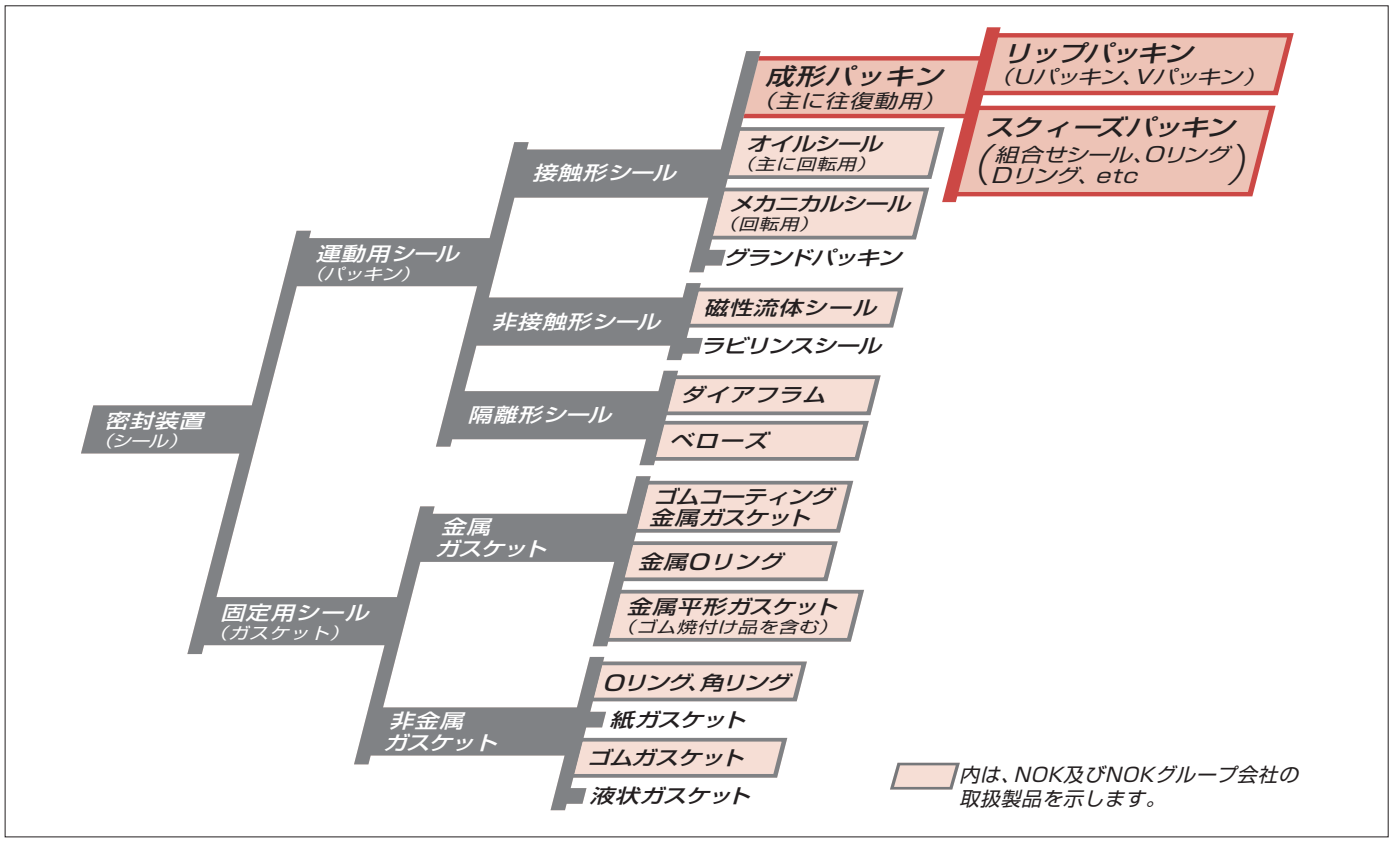 密封装置
(シール)
運動用シール
(パッキン)
接触形シール
成形パッキン
(主に往復動用)
リップパッキン
(Uパッキン、Vパッキン)
スクィーズパッキン
(組合せシール、Oリング
Dリング、etc)
オイルシール
(主に回転用)
メカニカルシール
(回転用)
グランドパッキン
非接触形シール
磁性流体シール
ラビリンスシール
隔離形シール
ダイアフラム
ベローズ
固定用シール
(ガスケット)
金属
ガスケット
ゴムコーティング
金属ガスケット
金属Oリング
金属平形ガスケット
(ゴム焼付け品を含む)
非金属
ガスケット
Oリング、角リング
紙ガスケット
ゴムガスケット
液状ガスケット
内は、NOK及びNOKグループ会社の
取扱製品を示します。